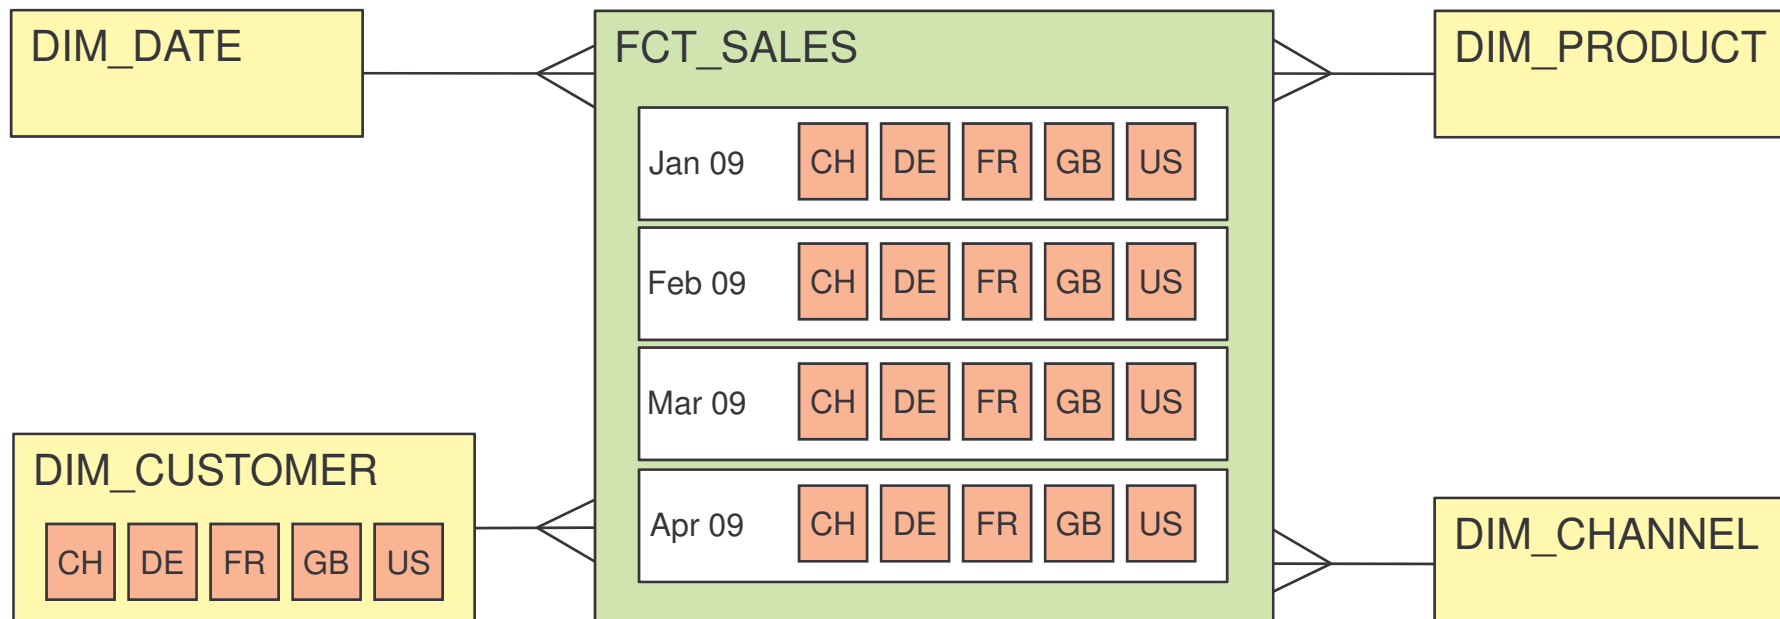 DIM_DATE
FCT_SALES
DIM_PRODUCT
Jan 09 CH DE FR GB US
Feb 09 CH DE FR GB US
Mar 09 CH DE FR GB US
Apr 09 CH DE FR GB US
DIM_CUSTOMER
CH DE FR GB US
DIM_CHANNEL